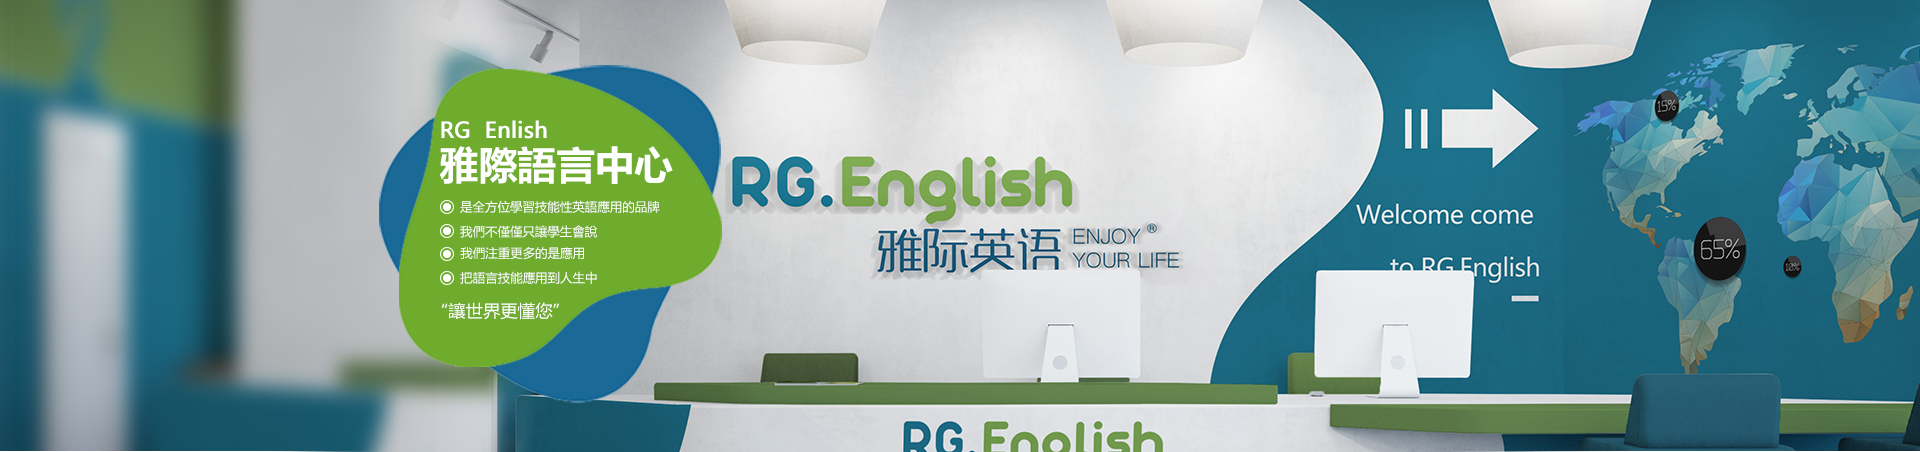 RG Enlish
雅際語言中心
是全方位學習技能性英語應用的品牌
我們不僅僅只讓學生會說
我們注重更多的是應用
把語言技能應用到人生中
“讓世界更懂您”
RG.English
雅际英语 ENJOY ®
YOUR LIFE
Welcome come
to RG English
15%
65%
10%
RG.English